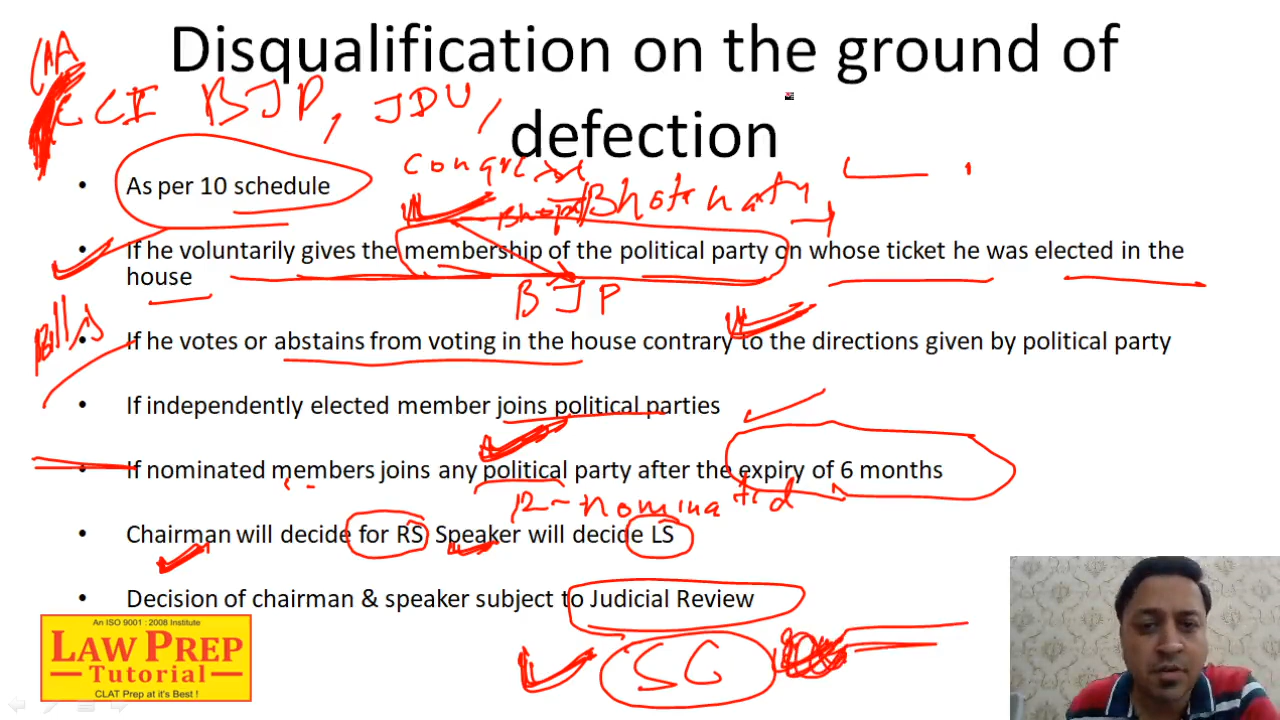 Disqualification on the ground of
CAA
BJP, JDU,
defection
Congress
• As per 10 schedule
• If he voluntarily gives the membership of the political party on whose ticket he was elected in the
house
BJP
Bills
• If he votes or abstains from voting in the house contrary to the directions given by political party
• If independently elected member joins political parties
• If nominated members joins any political party after the expiry of 6 months
12 - nominated
• Chairman will decide for RS Speaker will decide LS
• Decision of chairman & speaker subject to Judicial Review
An ISO 9001 : 2008 Institute
LAW PREP
Tutorial
CLAT Prep at it's Best !